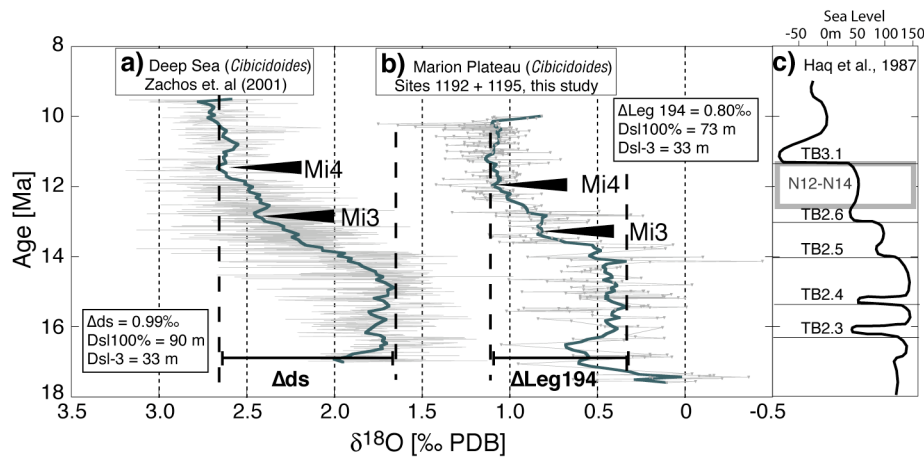 Sea Level
-50 0m 50 100 150
a) Deep Sea (Cibicidoides)
Zachos et. al (2001)
b) Marion Plateau (Cibicidoides)
Sites 1192 + 1195, this study
c) Haq et al., 1987
ΔLeg 194 = 0.80‰
Dsl100% = 73 m
Dsl-3 = 33 m
Mi4
Mi3
Mi4
Mi3
TB3.1
N12-N14
TB2.6
TB2.5
TB2.4
TB2.3
Δds = 0.99‰
Dsl100% = 90 m
Dsl-3 = 33 m
Δds
ΔLeg194
Age [Ma]
8
10
12
14
16
18
3.5 3.0 2.5 2.0 1.5 1.0 0.5 0 -0.5
δ18O [‰ PDB]